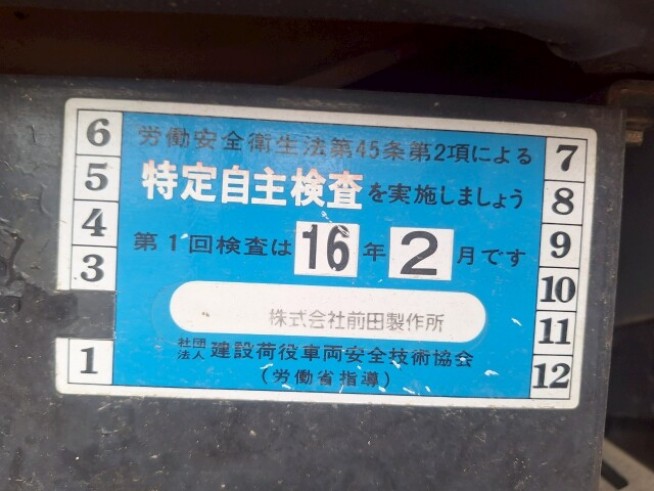 労働安全衛生法第45条第2項による
特定自主検査を実施しましょう
第1回検査は16年2月です
株式会社前田製作所
社団法人 建設荷役車両安全技術協会
(労働省指導)
6
5
4
3
1
7
8
9
10
11
12